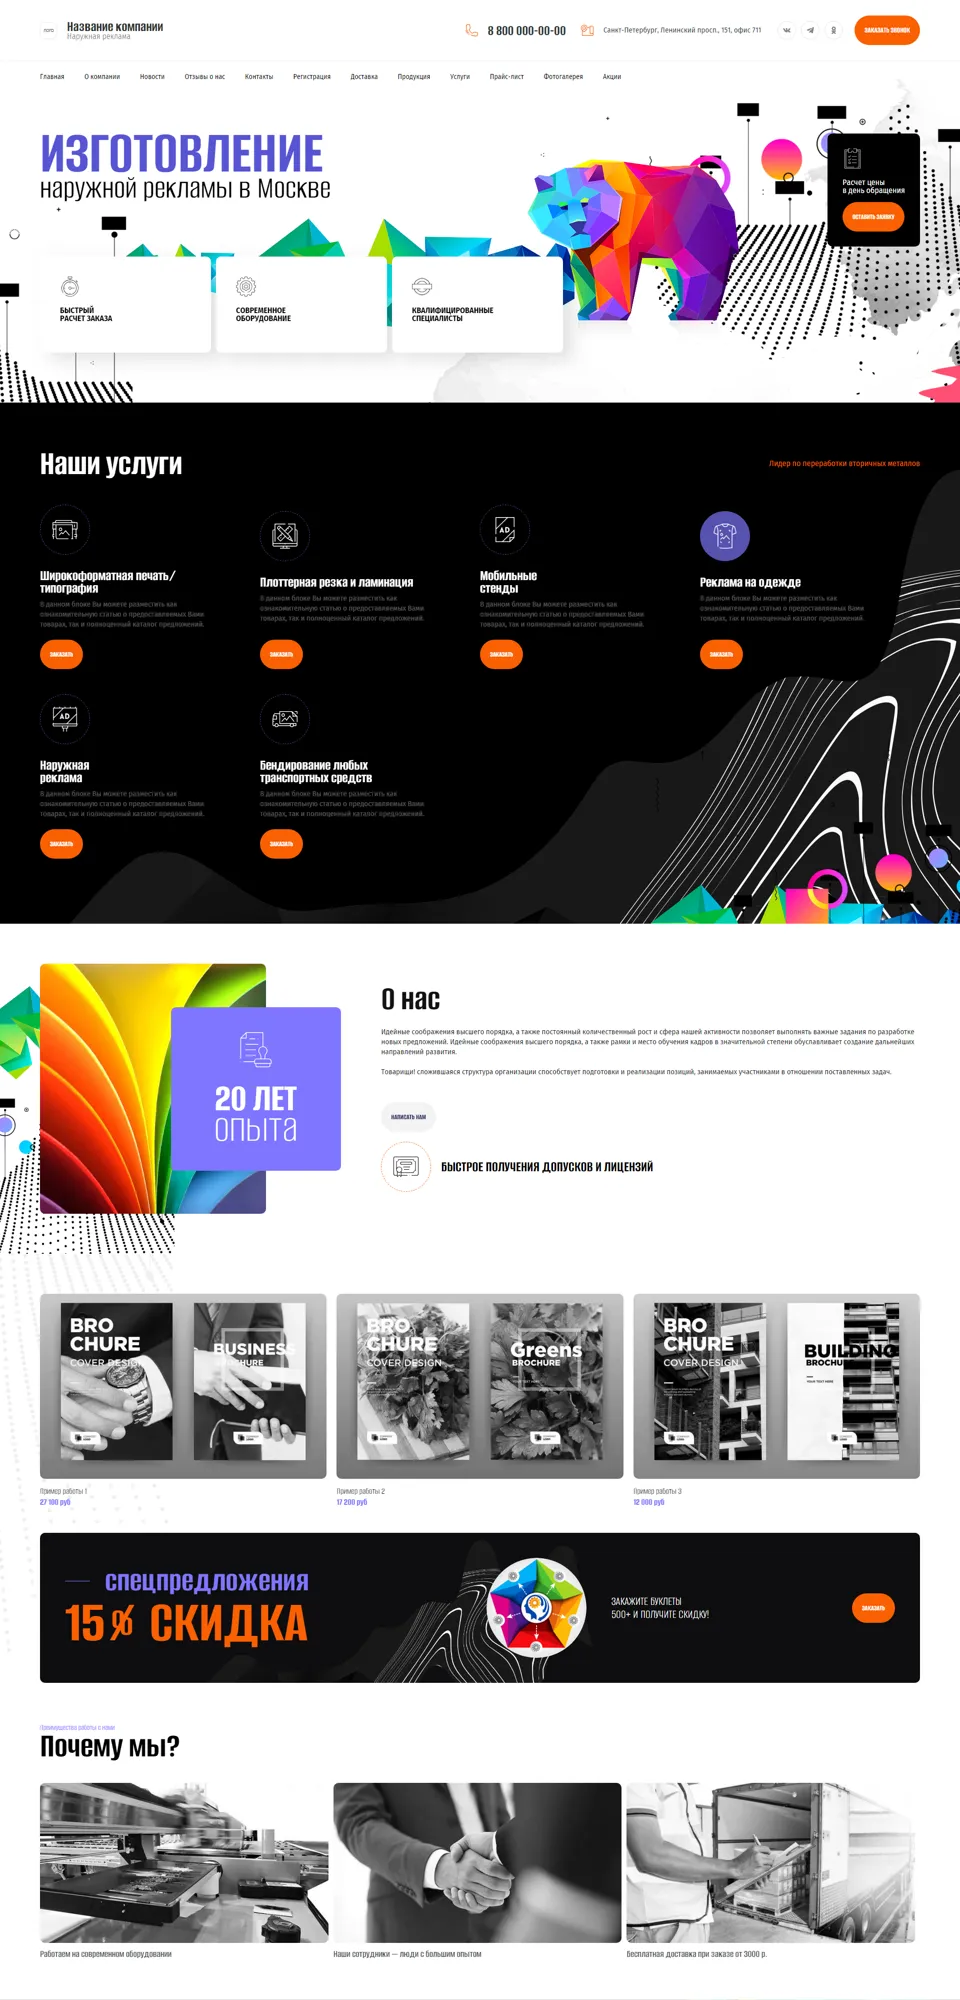 Название компании
Наружная реклама
8 800 000-00-00
Санкт-Петербург, Ленинский просп., 151, офис 711
ЗАКАЗАТЬ ЗВОНОК
Главная О компании Новости Отзывы о нас Контакты Регистрация Доставка Продукция Услуги Прайс-лист Фотогалерея Акции
ИЗГОТОВЛЕНИЕ
наружной рекламы в Москве
Расчет цены
в день обращения
ОСТАВИТЬ ЗАЯВКУ
БЫСТРЫЙ
РАСЧЕТ ЗАКАЗА
СОВРЕМЕННОЕ
ОБОРУДОВАНИЕ
КВАЛИФИЦИРОВАННЫЕ
СПЕЦИАЛИСТЫ
Наши услуги
Лидер по переработки вторичных металлов
Широкоформатная печать/
типография
В данном блоке Вы можете разместить как
ознакомительную статью о предоставляемых Вами
товарах, так и полноценный каталог предложений.
ЗАКАЗАТЬ
Плоттерная резка и ламинация
В данном блоке Вы можете разместить как
ознакомительную статью о предоставляемых Вами
товарах, так и полноценный каталог предложений.
ЗАКАЗАТЬ
AD
Мобильные
стенды
В данном блоке Вы можете разместить как
ознакомительную статью о предоставляемых Вами
товарах, так и полноценный каталог предложений.
ЗАКАЗАТЬ
Реклама на одежде
В данном блоке Вы можете разместить как
ознакомительную статью о предоставляемых Вами
товарах, так и полноценный каталог предложений.
ЗАКАЗАТЬ
AD
Наружная
реклама
В данном блоке Вы можете разместить как
ознакомительную статью о предоставляемых Вами
товарах, так и полноценный каталог предложений.
ЗАКАЗАТЬ
Бендирование любых
транспортных средств
В данном блоке Вы можете разместить как
ознакомительную статью о предоставляемых Вами
товарах, так и полноценный каталог предложений.
ЗАКАЗАТЬ
20 ЛЕТ
опыта
О нас
Идейные соображения высшего порядка, а также постоянный количественный рост и сфера нашей активности позволяет выполнять важные задания по разработке
новых предложений. Идейные соображения высшего порядка, а также рамки и место обучения кадров в значительной степени обуславливает создание дальнейших
направлений развития.
Товарищи! сложившаяся структура организации способствует подготовки и реализации позиций, занимаемых участниками в отношении поставленных задач.
НАПИСАТЬ НАМ
БЫСТРОЕ ПОЛУЧЕНИЯ ДОПУСКОВ И ЛИЦЕНЗИЙ
BRO
CHURE
COVER DESIGN
BUSINESS
BROCHURE
BRO
CHURE
COVER DESIGN
Greens
BROCHURE
BRO
CHURE
COVER DESIGN
BUILDING
BROCHURE
YOUR TEXT HERE
Пример работы 1
27 100 руб
Пример работы 2
17 200 руб
Пример работы 3
12 000 руб
спецпредложения
15 % СКИДКА
ЗАКАЖИТЕ БУКЛЕТЫ
500+ И ПОЛУЧИТЕ СКИДКУ!
ЗАКАЗАТЬ
Преимущества работы с нами
Почему мы?
Работаем на современном оборудовании
Наши сотрудники — люди с большим опытом
Бесплатная доставка при заказе от 3000 р.